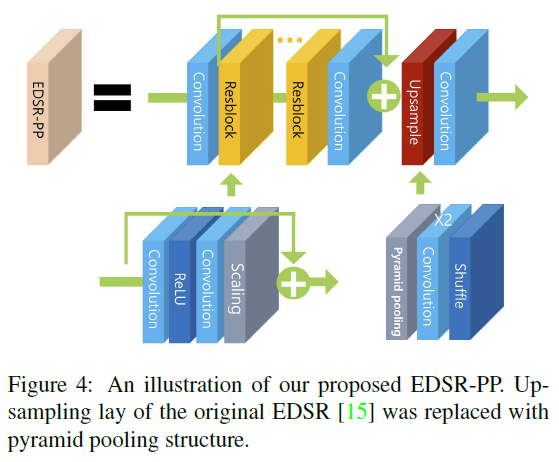 EDSR-PP
Convolution
Resblock
Resblock
Convolution
Upsample
Convolution
Convolution
ReLU
Convolution
Scaling
Pyramid pooling
X2
Convolution
Shuffle
Figure 4: An illustration of our proposed EDSR-PP. Up-
sampling lay of the original EDSR [15] was replaced with
pyramid pooling structure.